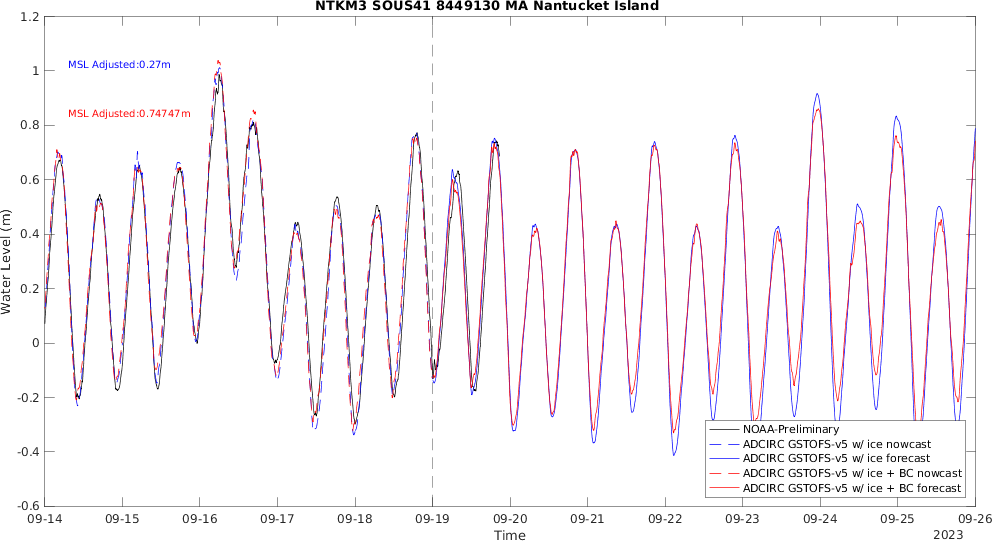 NTKM3 SOUS41 8449130 MA Nantucket Island
1.2
1
0.8
0.6
0.4
0.2
0
-0.2
-0.4
-0.6
Water Level (m)
MSL Adjusted:0.27m
MSL Adjusted:0.74747m
NOAA-Preliminary
ADCIRC GSTOFS-v5 w/ ice nowcast
ADCIRC GSTOFS-v5 w/ ice forecast
ADCIRC GSTOFS-v5 w/ ice + BC nowcast
ADCIRC GSTOFS-v5 w/ ice + BC forecast
09-14 09-15 09-16 09-17 09-18 09-19 09-20 09-21 09-22 09-23 09-24 09-25 09-26
Time
2023